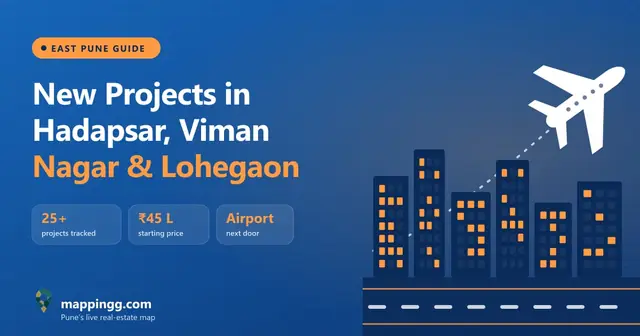 EAST PUNE GUIDE
New Projects in
Hadapsar, Viman
Nagar & Lohegaon
25+
projects tracked
₹45 L
starting price
Airport
next door
mappingg.com
Pune's live real-estate map